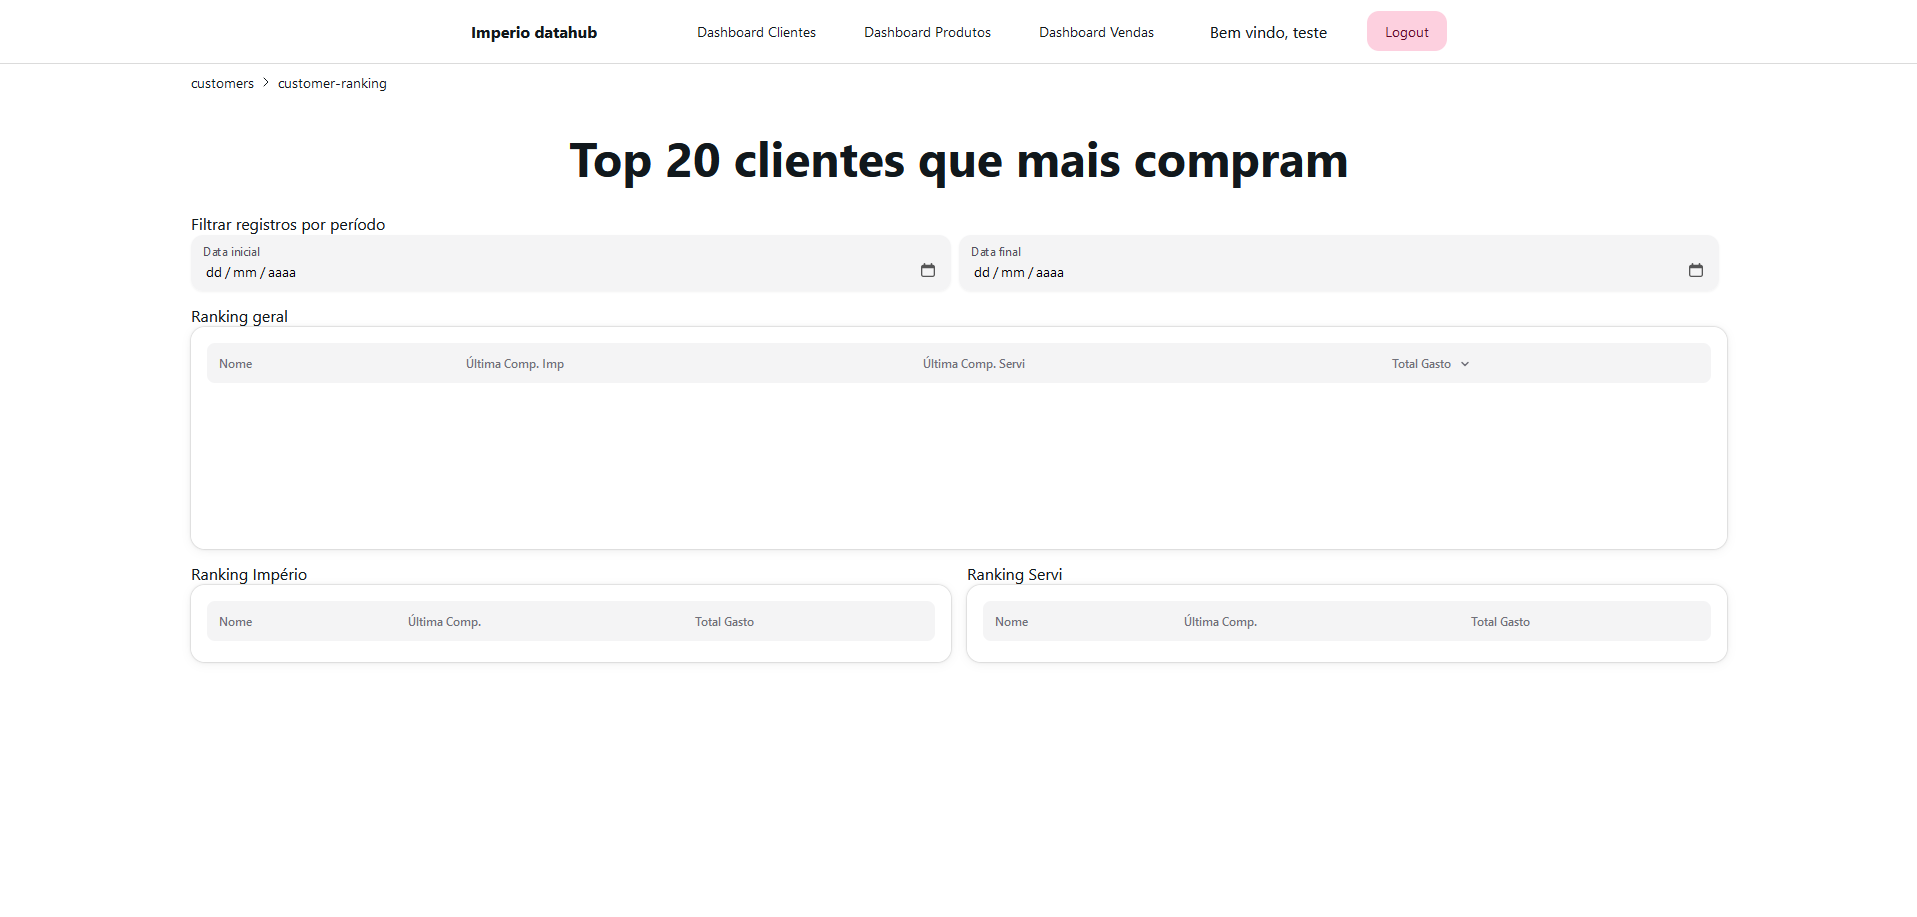 Imperio datahub Dashboard Clientes Dashboard Produtos Dashboard Vendas Bem vindo, teste Logout
customers > customer-ranking
Top 20 clientes que mais compram
Filtrar registros por período
Data inicial Data final
dd/mm/aaaa dd/mm/aaaa
Ranking geral
Nome Última Comp. Imp Última Comp. Servi Total Gasto
Ranking Império Ranking Servi
Nome Última Comp. Total Gasto Nome Última Comp. Total Gasto